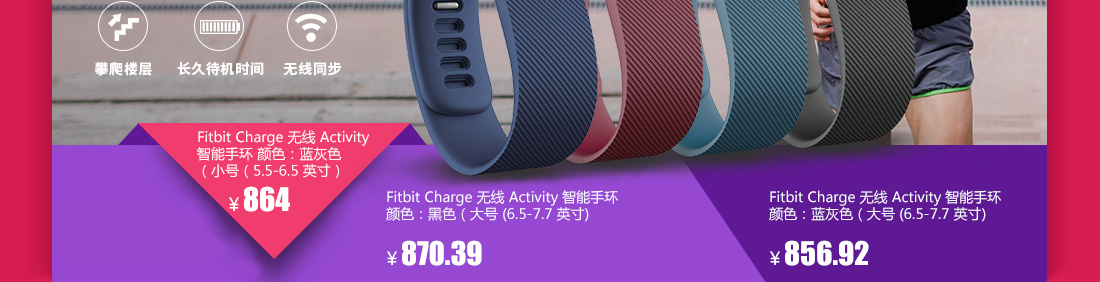 攀爬楼层 长久待机时间 无线同步
Fitbit Charge 无线 Activity
智能手环 颜色：蓝灰色
（小号（5.5-6.5 英寸）
￥864
Fitbit Charge 无线 Activity 智能手环
颜色：黑色（大号 (6.5-7.7 英寸)
￥870.39
Fitbit Charge 无线 Activity 智能手环
颜色：蓝灰色（大号 (6.5-7.7 英寸)
￥856.92